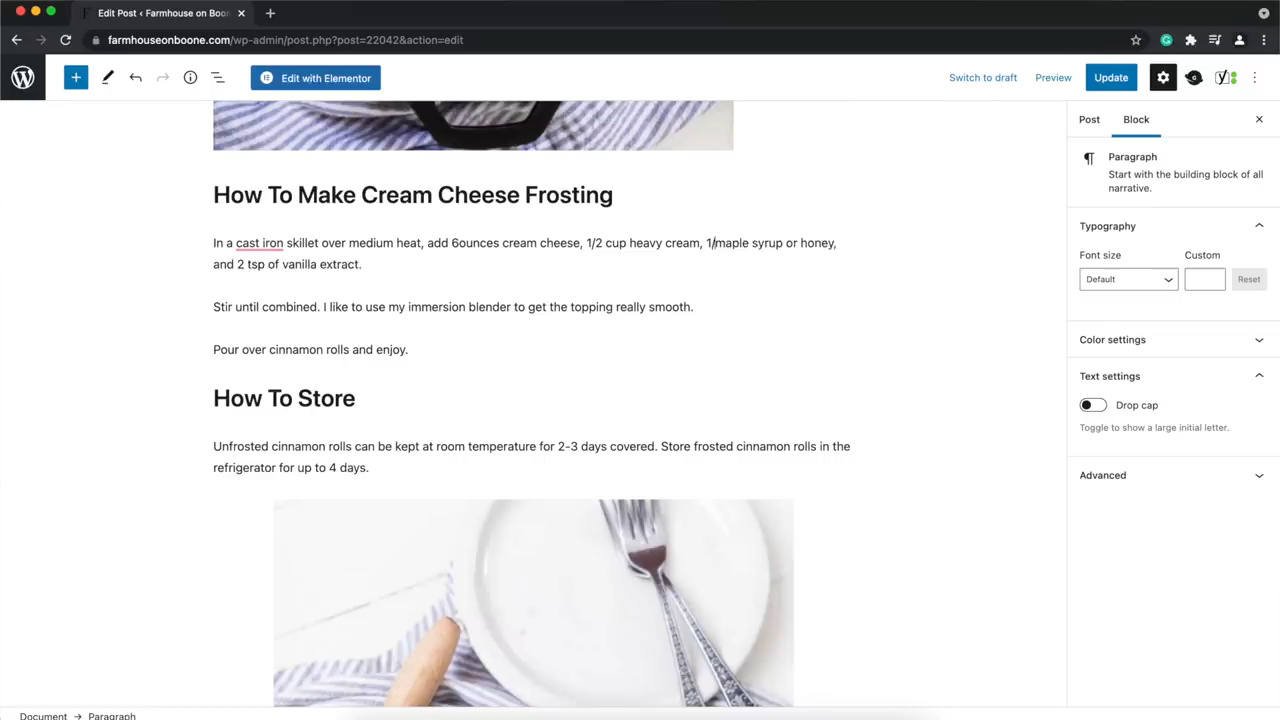 Edit Post ‹ Farmhouse on Boon
farmhouseonboone.com/wp-admin/post.php?post=22042&action=edit
Edit with Elementor
Switch to draft
Preview
Update
Post
Block
Paragraph
Start with the building block of all
narrative.
How To Make Cream Cheese Frosting
In a cast iron skillet over medium heat, add 6ounces cream cheese, 1/2 cup heavy cream, 1/maple syrup or honey,
and 2 tsp of vanilla extract.
Stir until combined. I like to use my immersion blender to get the topping really smooth.
Pour over cinnamon rolls and enjoy.
How To Store
Unfrosted cinnamon rolls can be kept at room temperature for 2-3 days covered. Store frosted cinnamon rolls in the
refrigerator for up to 4 days.
Typography
Font size
Custom
Default
Reset
Color settings
Text settings
Drop cap
Toggle to show a large initial letter.
Advanced
Document → Paragraph